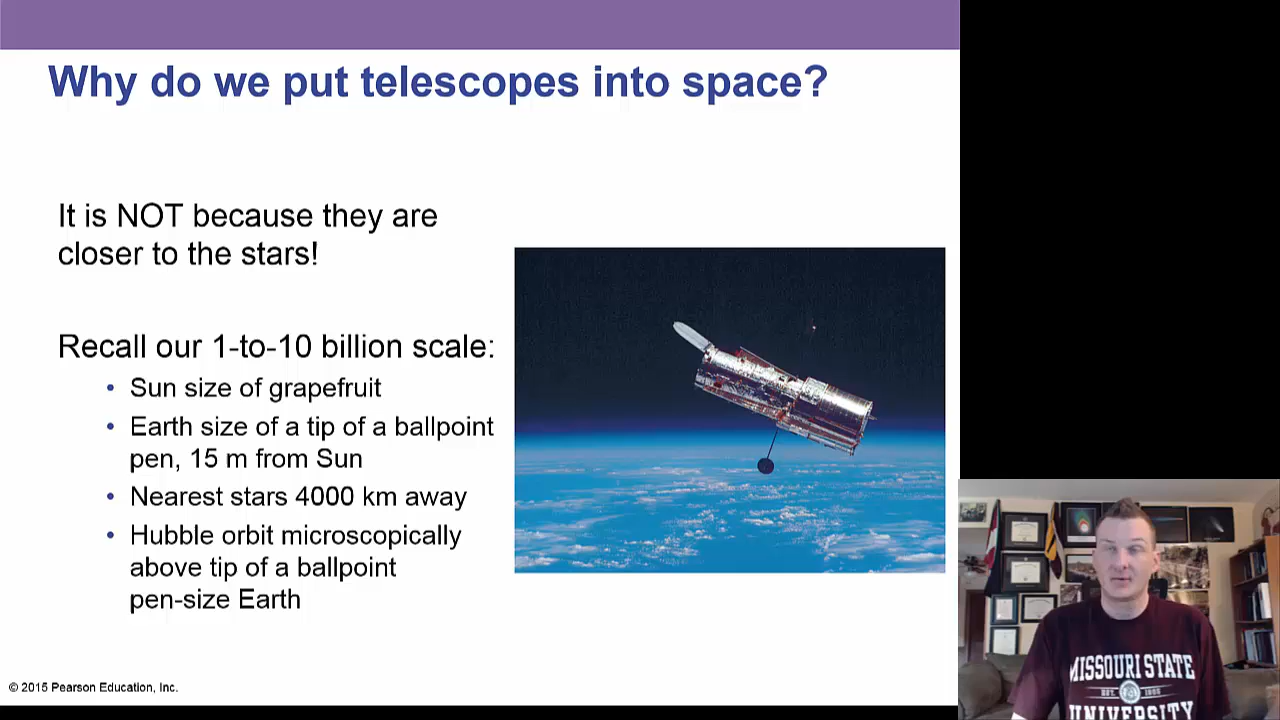 Why do we put telescopes into space?
It is NOT because they are
closer to the stars!
Recall our 1-to-10 billion scale:
• Sun size of grapefruit
• Earth size of a tip of a ballpoint
pen, 15 m from Sun
• Nearest stars 4000 km away
• Hubble orbit microscopically
above tip of a ballpoint
pen-size Earth
© 2015 Pearson Education, Inc.
MISSOURI STATE
EST. 1905
UNIVERSITY